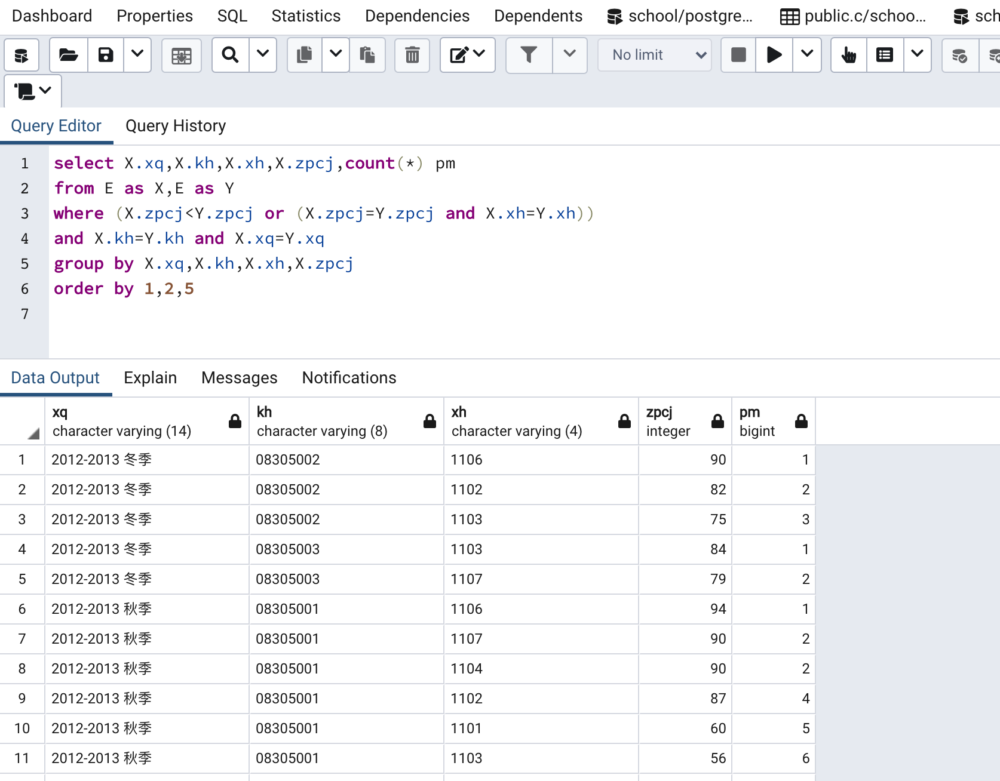 Dashboard Properties SQL Statistics Dependencies Dependents school/postgre... public.c/schoo... sch
No limit
Query Editor Query History
1 select X.xq,X.kh,X.xh,X.zpcj,count(*) pm
2 from E as X,E as Y
3 where (X.zpcj<Y.zpcj or (X.zpcj=Y.zpcj and X.xh=Y.xh))
4 and X.kh=Y.kh and X.xq=Y.xq
5 group by X.xq,X.kh,X.xh,X.zpcj
6 order by 1,2,5
7
Data Output Explain Messages Notifications
xq kh xh zpcj pm
character varying (14) character varying (8) character varying (4) integer bigint
1 2012-2013 冬季 08305002 1106 90 1
2 2012-2013 冬季 08305002 1102 82 2
3 2012-2013 冬季 08305002 1103 75 3
4 2012-2013 冬季 08305003 1103 84 1
5 2012-2013 冬季 08305003 1107 79 2
6 2012-2013 秋季 08305001 1106 94 1
7 2012-2013 秋季 08305001 1107 90 2
8 2012-2013 秋季 08305001 1104 90 2
9 2012-2013 秋季 08305001 1102 87 4
10 2012-2013 秋季 08305001 1101 60 5
11 2012-2013 秋季 08305001 1103 56 6